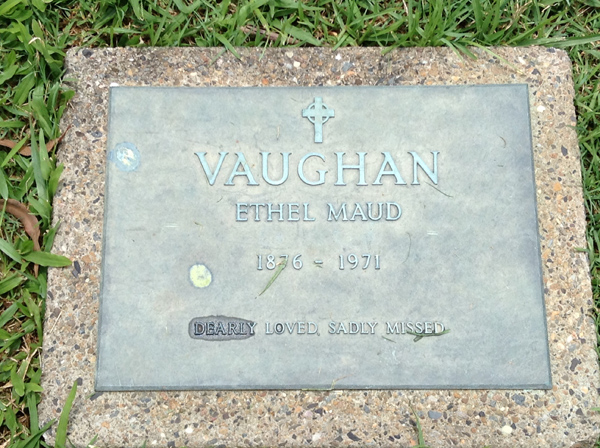 VAUGHAN
ETHEL MAUD
1876 - 1971
DEARLY LOVED, SADLY MISSED